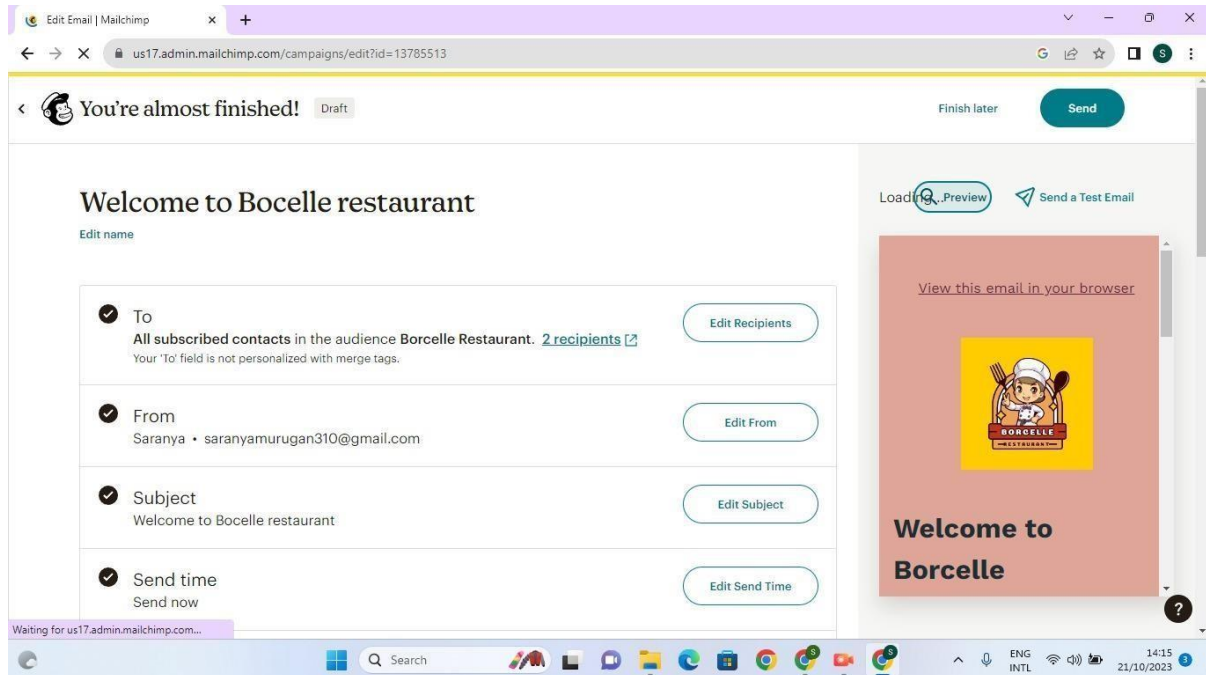 Edit Email | Mailchimp
us17.admin.mailchimp.com/campaigns/edit?id=13785513
G
S
You're almost finished!
Draft
Finish later
Send
Welcome to Bocelle restaurant
Edit name
To
All subscribed contacts in the audience Borcelle Restaurant. 2 recipients
Your 'To' field is not personalized with merge tags.
Edit Recipients
From
Saranya • saranyamurugan310@gmail.com
Edit From
Subject
Welcome to Bocelle restaurant
Edit Subject
Send time
Send now
Edit Send Time
Loading...
Preview
Send a Test Email
View this email in your browser
BORCELLE
RESTAURANT
Welcome to
Borcelle
?
Waiting for us17.admin.mailchimp.com...
Search
S
S
ENG
INTL
14:15
21/10/2023
3